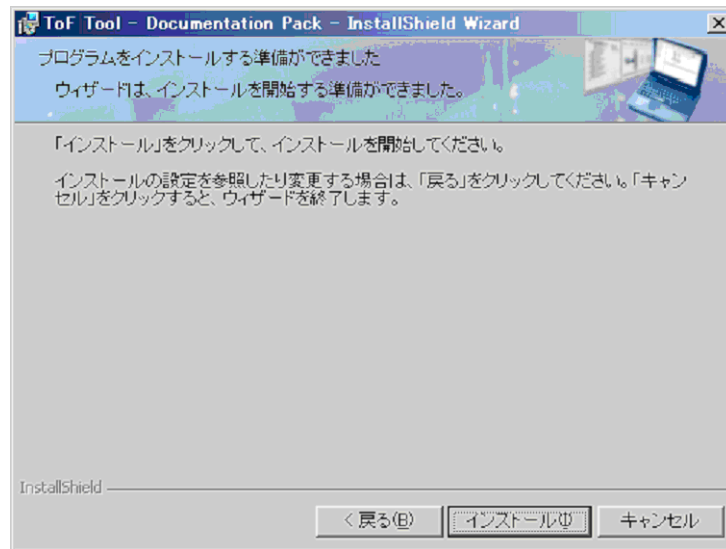 ToF Tool - Documentation Pack - InstallShield Wizard
プログラムをインストールする準備ができました
ウィザードは、インストールを開始する準備ができました。
「インストール」をクリックして、インストールを開始してください。
インストールの設定を参照したり変更する場合は、「戻る」をクリックしてください。「キャン
セル」をクリックすると、ウィザードを終了します。
InstallShield
< 戻る(B)
インストール(I)
キャンセル